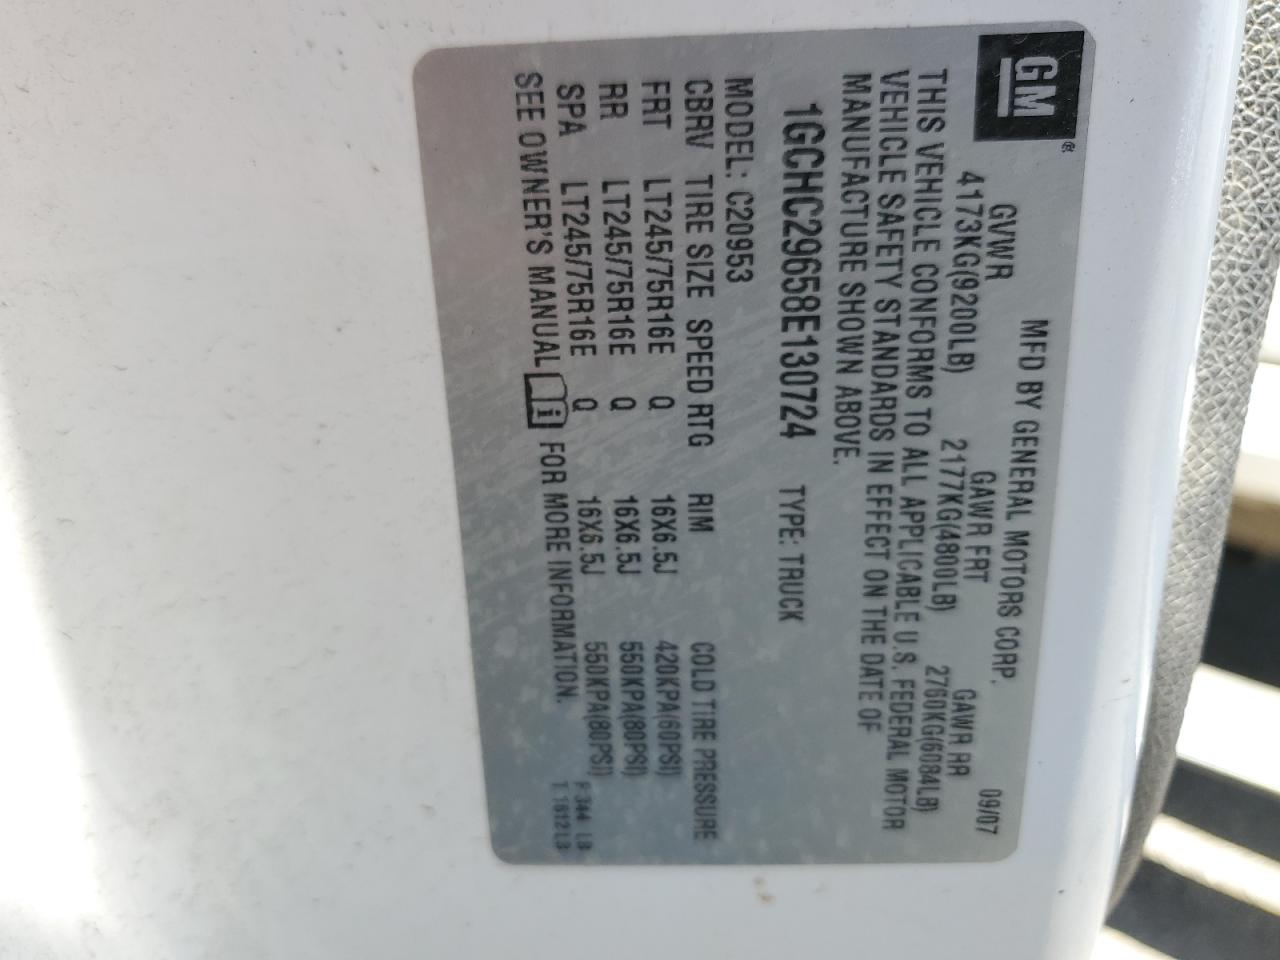 GM®
MFD BY GENERAL MOTORS CORP. 09/07
GVWR GAWR FRT GAWR RR
4173KG(9200LB) 2177KG(4800LB) 2760KG(6084LB)
THIS VEHICLE CONFORMS TO ALL APPLICABLE U.S. FEDERAL MOTOR
VEHICLE SAFETY STANDARDS IN EFFECT ON THE DATE OF
MANUFACTURE SHOWN ABOVE.
1GCHC29658E130724 TYPE: TRUCK
MODEL: C20953
CBRV TIRE SIZE SPEED RTG RIM COLD TIRE PRESSURE
FRT LT245/75R16E Q 16X6.5J 420KPA(60PSI)
RR LT245/75R16E Q 16X6.5J 550KPA(80PSI)
SPA LT245/75R16E Q 16X6.5J 550KPA(80PSI)
SEE OWNER'S MANUAL FOR MORE INFORMATION.
F 344 LB
T 1612 LB